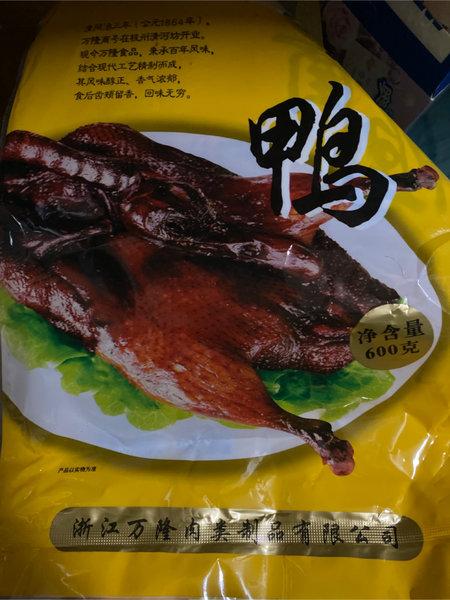 清同治三年（公元1864年），
万隆商号在杭州清河坊开业。
现今万隆食品，秉承百年风味，
结合现代工艺精制而成，
其风味醇正、香气浓郁，
食后齿颊留香，回味无穷。
鸭
净含量
600克
产品以实物为准
浙江万隆肉类制品有限公司